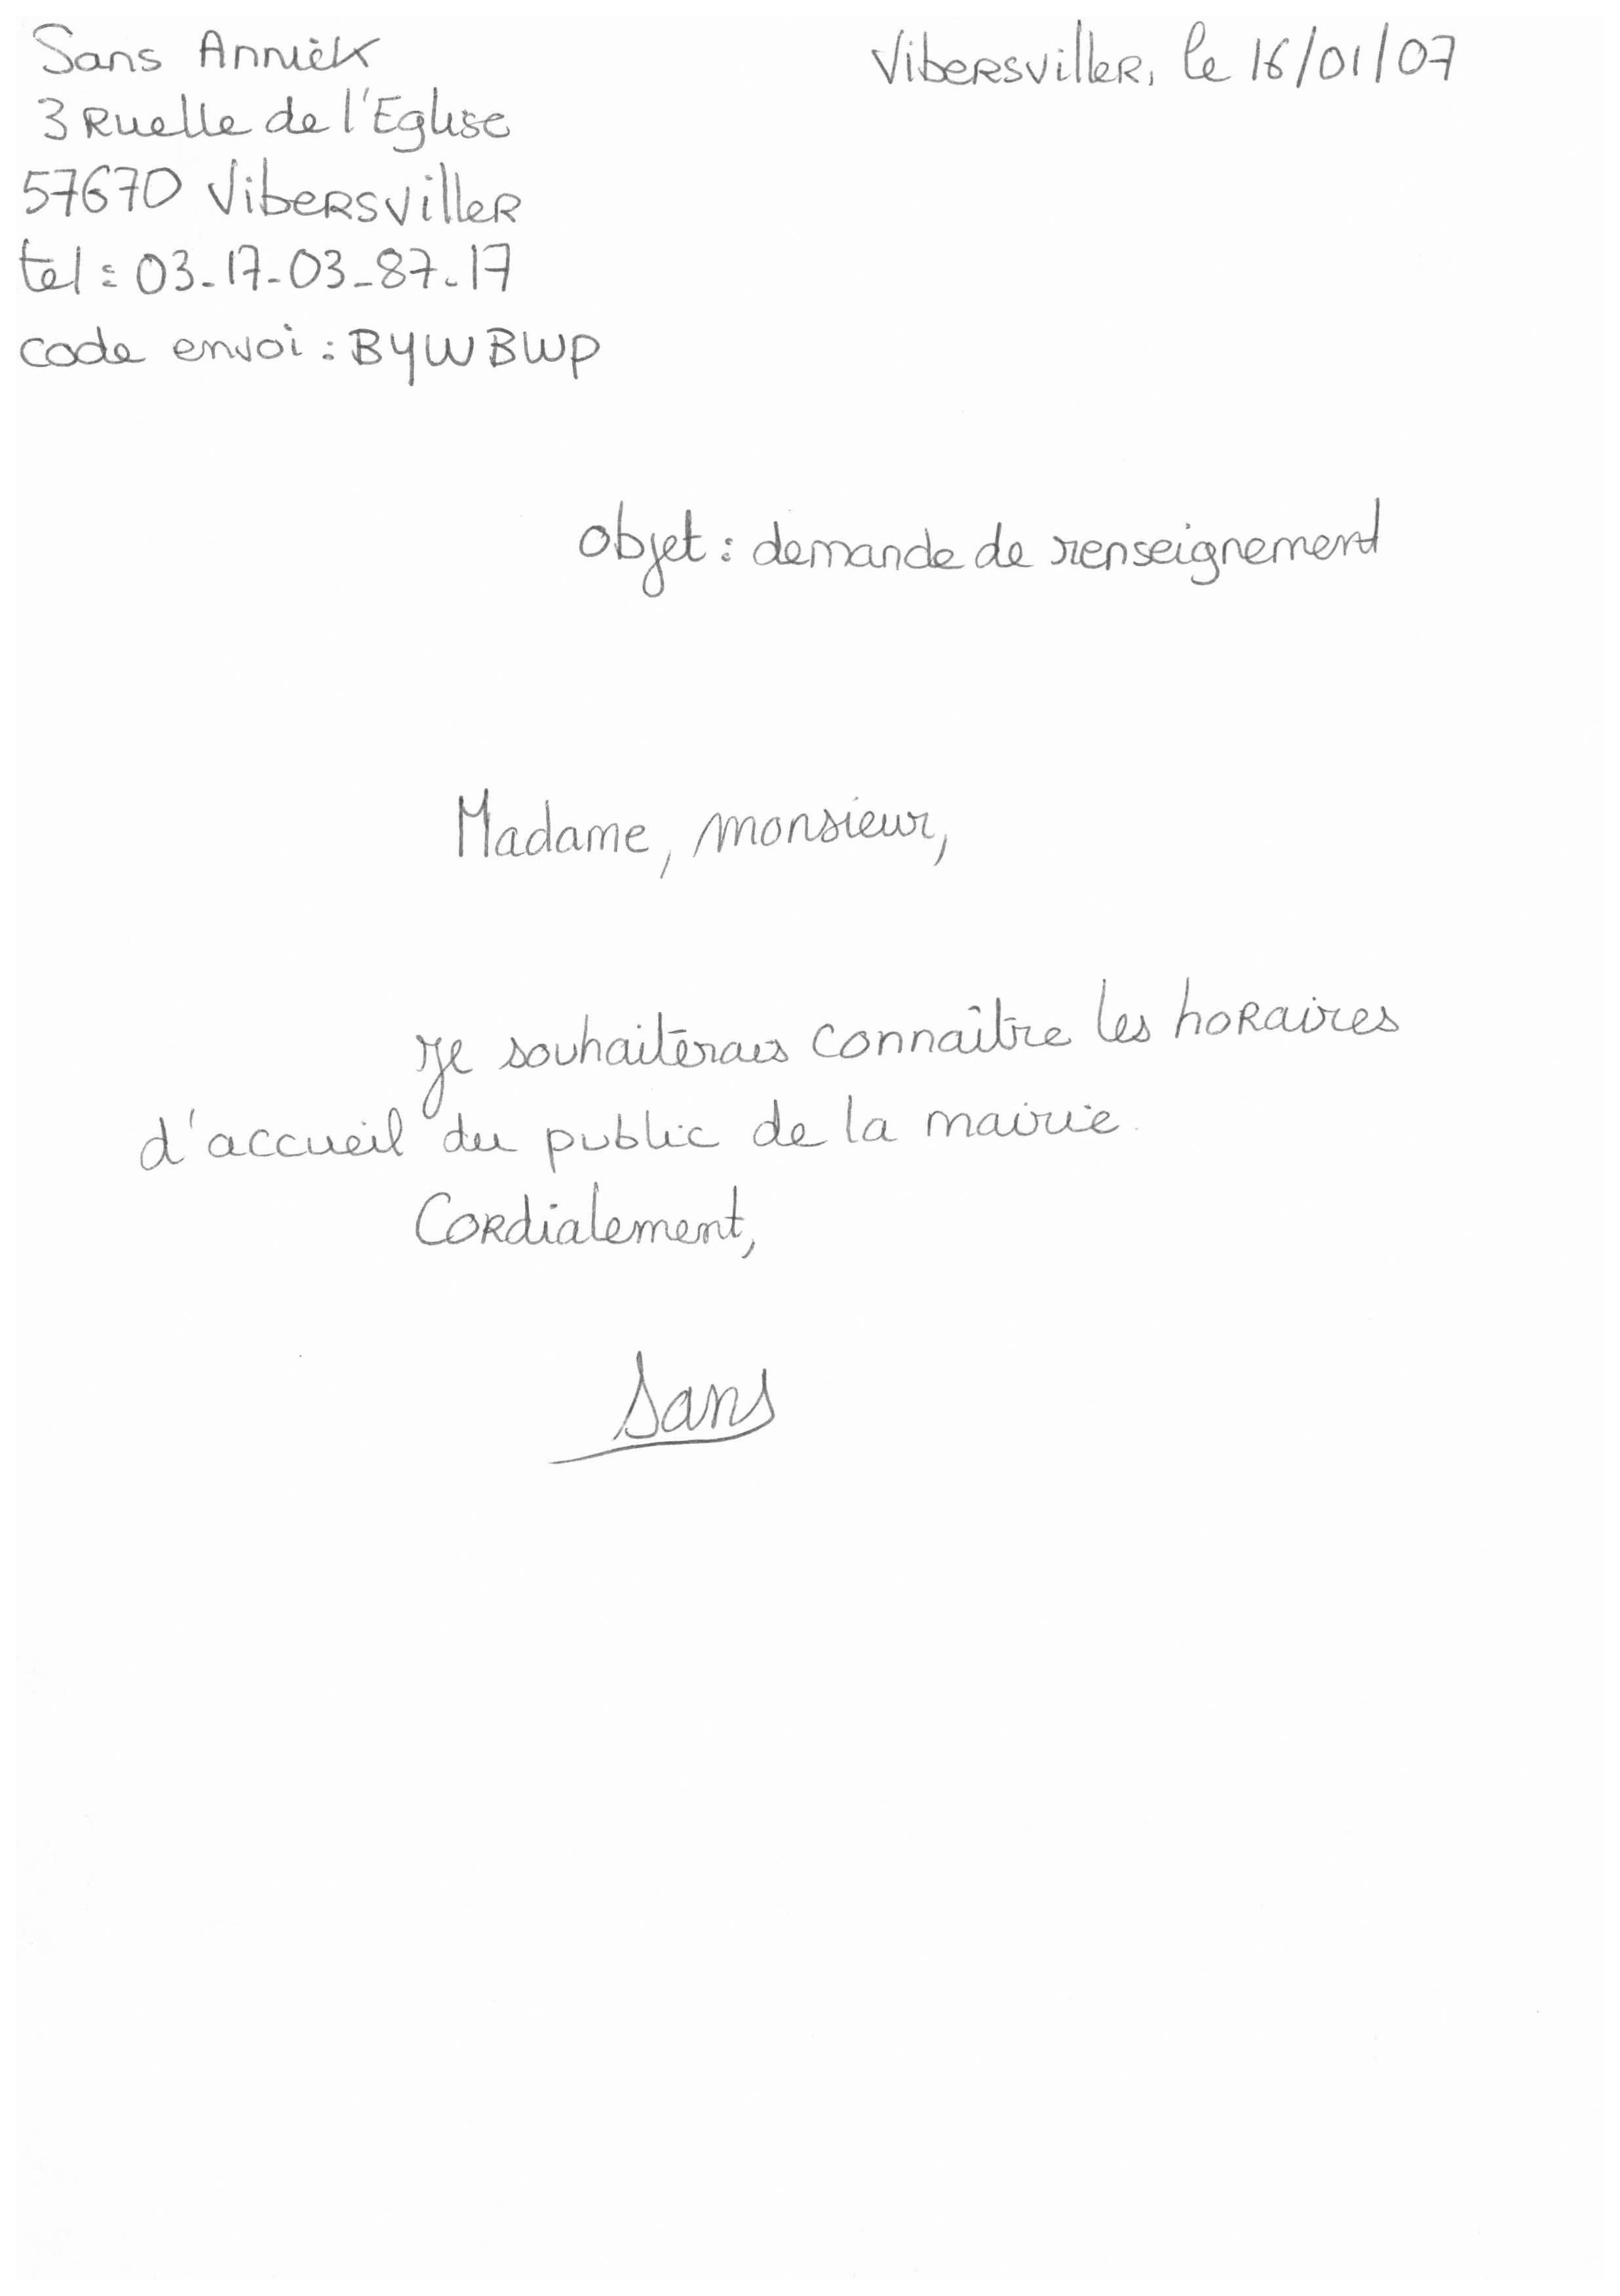 Sans Annick
Vibersviller, le 16/01/07
3 Ruelle de l'Eglise
57670 Vibersviller
tel : 03-17-03-87-17
code envoi : BYWBWP
objet : demande de renseignement
Madame, monsieur,
Je souhaiterais connaître les horaires
d'accueil du public de la mairie.
Cordialement,
Sans